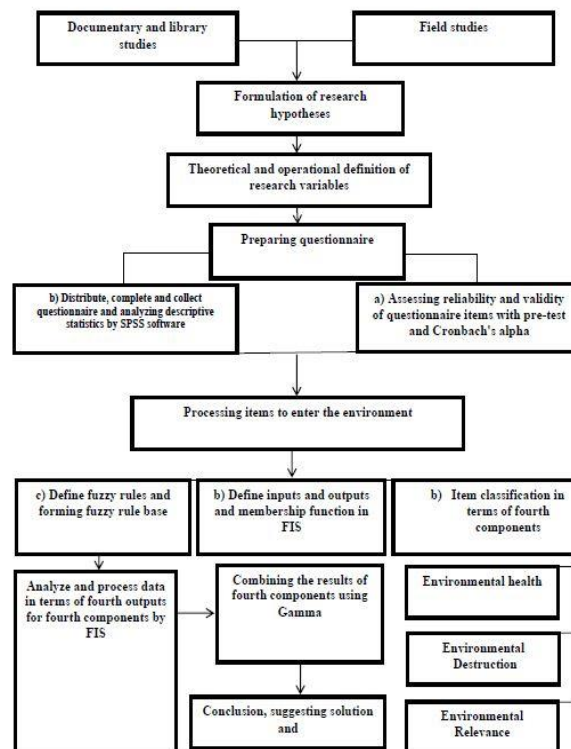 Documentary and library
studies
Field studies
Formulation of research
hypotheses
Theoretical and operational definition of
research variables
Preparing questionnaire
b) Distribute, complete and collect
questionnaire and analyzing descriptive
statistics by SPSS software
a) Assessing reliability and validity
of questionnaire items with pre-test
and Cronbach's alpha
Processing items to enter the environment
c) Define fuzzy rules and
forming fuzzy rule base
b) Define inputs and outputs
and membership function in
FIS
b) Item classification in
terms of fourth
components
Analyze and process data
in terms of fourth outputs
for fourth components by
FIS
Combining the results of
fourth components using
Gamma
Environmental health
Environmental
Destruction
Conclusion, suggesting solution
and
Environmental
Relevance